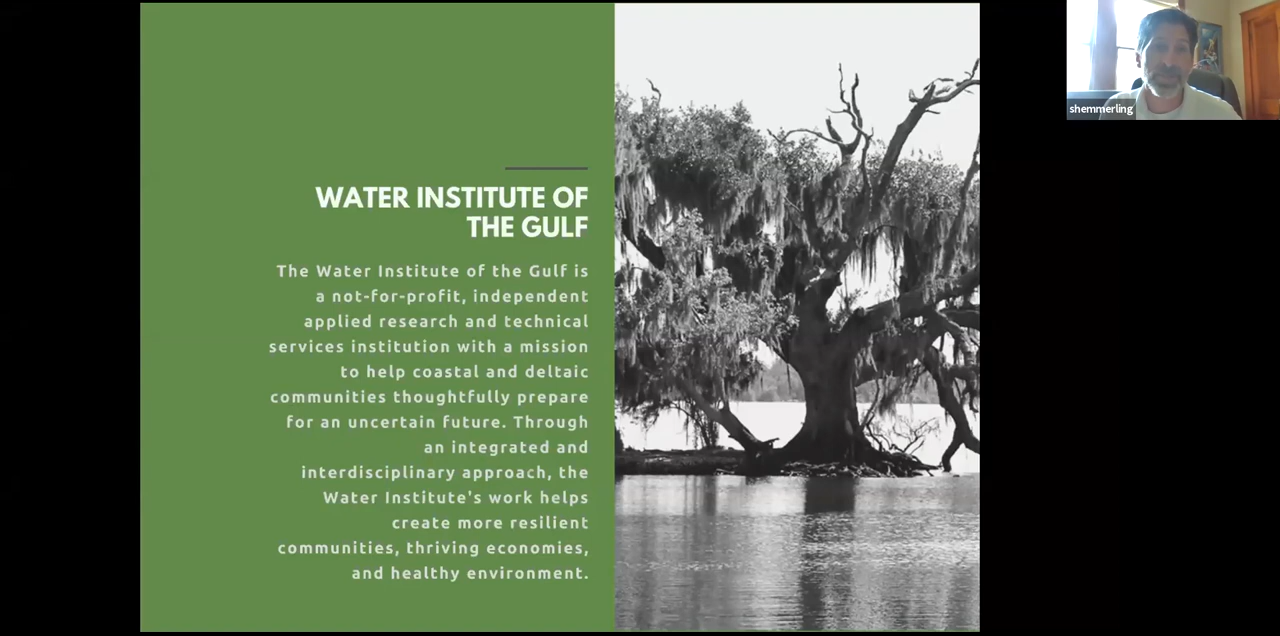 WATER INSTITUTE OF
THE GULF
The Water Institute of the Gulf is
a not-for-profit, independent
applied research and technical
services institution with a mission
to help coastal and deltaic
communities thoughtfully prepare
for an uncertain future. Through
an integrated and
interdisciplinary approach, the
Water Institute's work helps
create more resilient
communities, thriving economies,
and healthy environment.
shemmerling